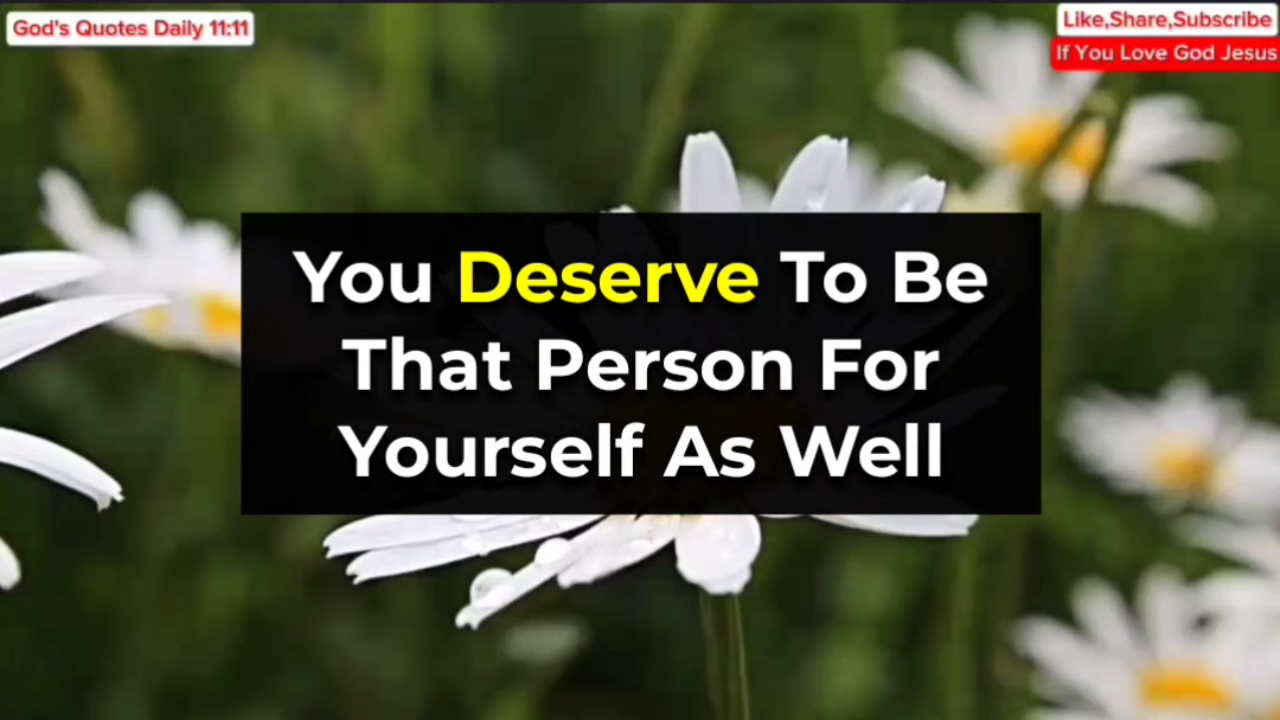 God's Quotes Daily 11:11
Like,Share,Subscribe
If You Love God Jesus
You Deserve To Be
That Person For
Yourself As Well